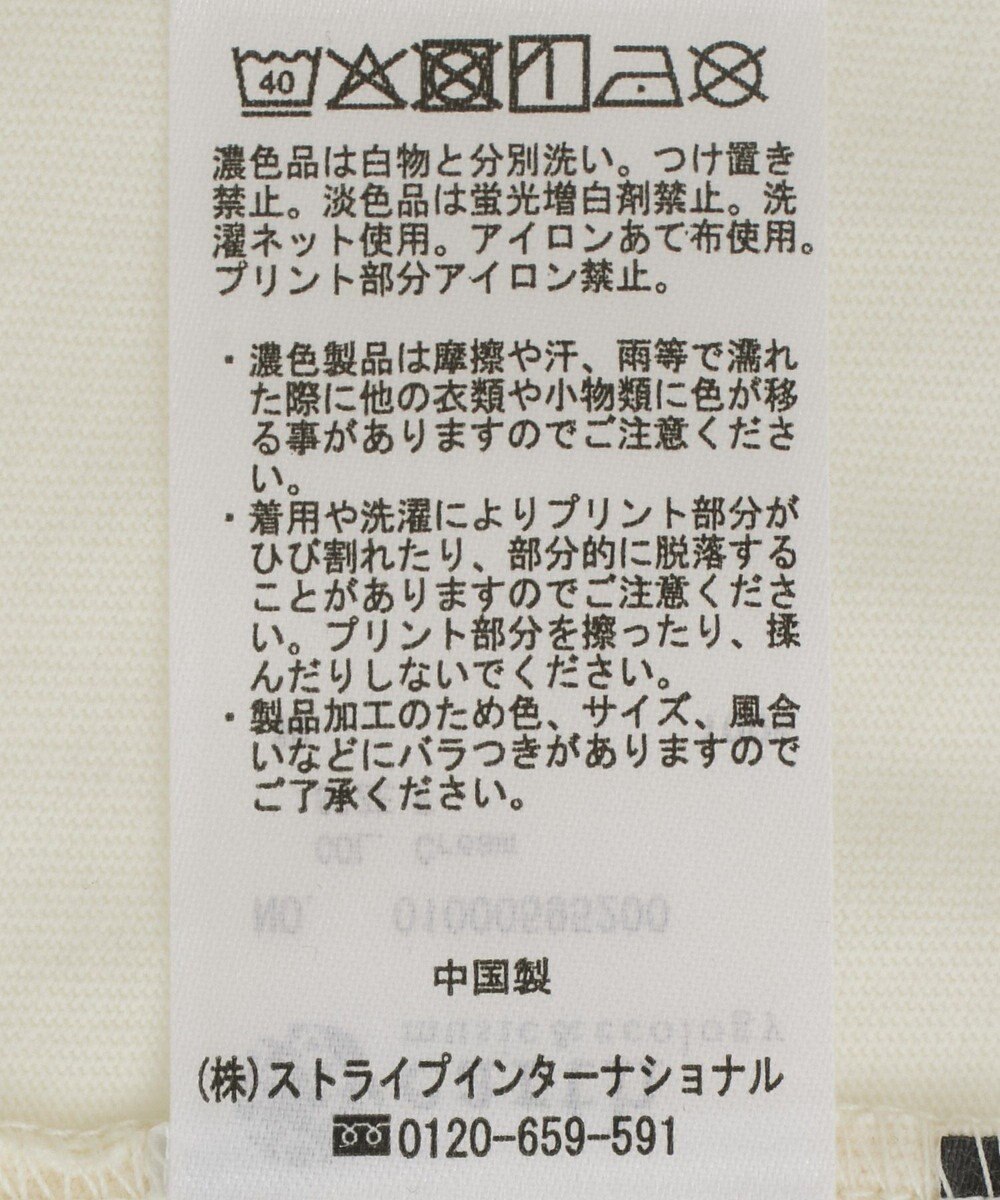 40
濃色品は白物と分別洗い。つけ置き
禁止。淡色品は蛍光増白剤禁止。洗
濯ネット使用。アイロンあて布使用。
プリント部分アイロン禁止。
・濃色製品は摩擦や汗、雨等で濡れ
た際に他の衣類や小物類に色が移
る事がありますのでご注意くださ
い。
・着用や洗濯によりプリント部分が
ひび割れたり、部分的に脱落する
ことがありますのでご注意くださ
い。プリント部分を擦ったり、揉
んだりしないでください。
・製品加工のため色、サイズ、風合
いなどにバラつきがありますので
ご了承ください。
COL. Cream
NO. 01000595200
中国製
music&ecology
(株)ストライプインターナショナル
0120-659-591